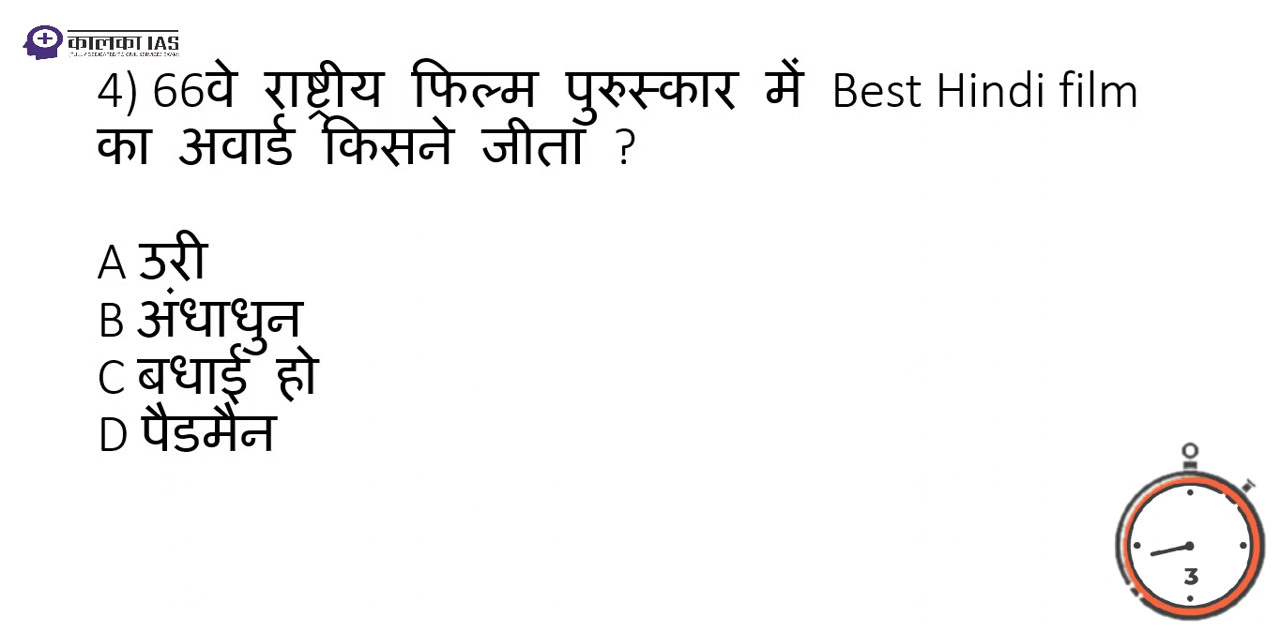 कालका IAS
4) 66वे राष्ट्रीय फिल्म पुरुस्कार में Best Hindi film
का अवार्ड किसने जीता ?
A उरी
B अंधाधुन
C बधाई हो
D पैडमैन
3